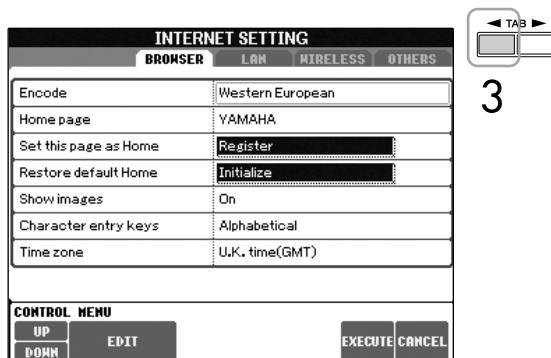 INTERNET SETTING
BROWSER LAN WIRELESS OTHERS
Encode Western European
Home page YAMAHA
Set this page as Home Register
Restore default Home Initialize
Show images On
Character entry keys Alphabetical
Time zone U.K. time(GMT)
CONTROL MENU
UP
DOWN
EDIT
EXECUTE CANCEL
◄ TAB ►
3